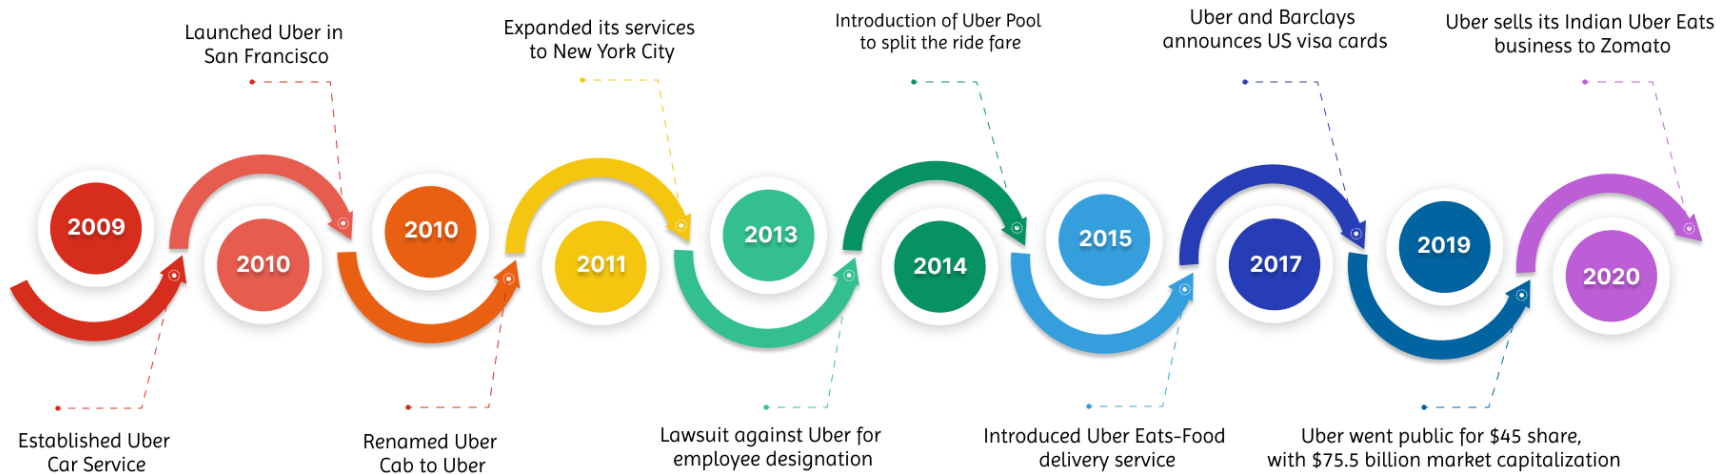 Launched Uber in
San Francisco
Expanded its services
to New York City
Introduction of Uber Pool
to split the ride fare
Uber and Barclays
announces US visa cards
Uber sells its Indian Uber Eats
business to Zomato
2009
2010
2010
2011
2013
2014
2015
2017
2019
2020
Established Uber
Car Service
Renamed Uber
Cab to Uber
Lawsuit against Uber for
employee designation
Introduced Uber Eats-Food
delivery service
Uber went public for $45 share,
with $75.5 billion market capitalization